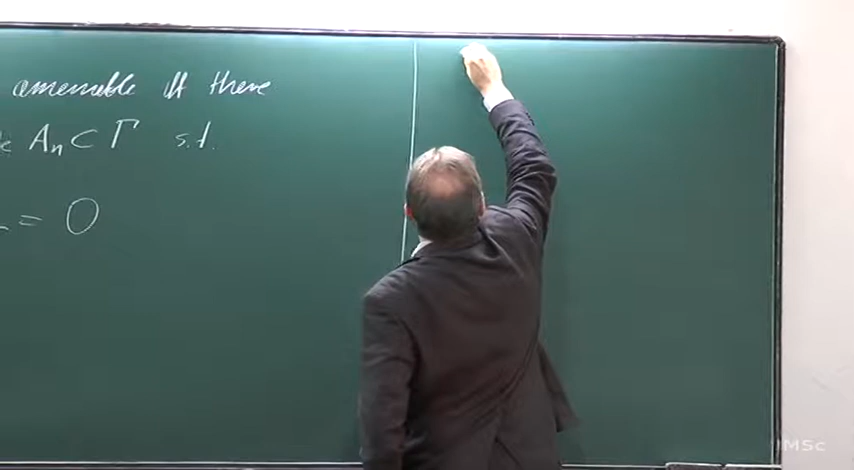 amenable if there
An ⊂ Γ s.t.
= 0
IMSc